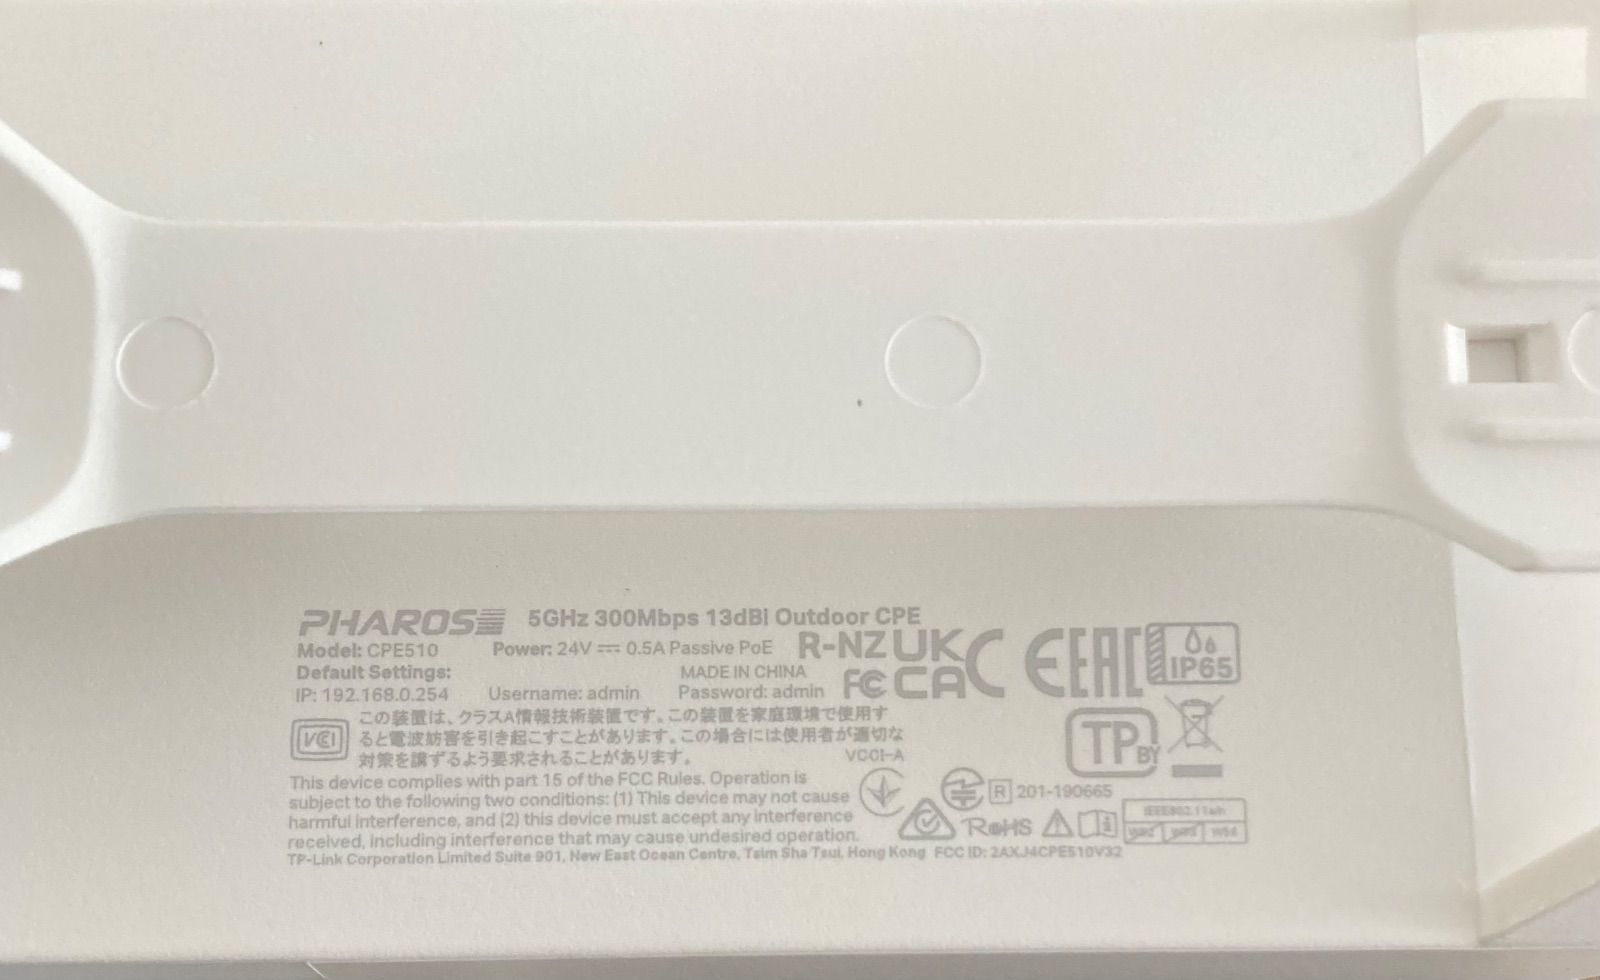 PHAROS 5GHz 300Mbps 13dBi Outdoor CPE
Model: CPE510 Power: 24V 0.5A Passive PoE R-NZ UK
Default Settings: MADE IN CHINA FC CA EAC
IP: 192.168.0.254 Username: admin Password: admin
IP65
VCI この装置は、クラスA情報技術装置です。この装置を家庭環境で使用す
ると電波妨害を引き起こすことがあります。この場合には使用者が適切な
対策を講ずるよう要求されることがあります。 VCCI-A
TP BY
This device complies with part 15 of the FCC Rules. Operation is
subject to the following two conditions: (1) This device may not cause
harmful interference, and (2) this device must accept any interference
received, including interference that may cause undesired operation.
R 201-190665
RoHS
W56
TP-Link Corporation Limited Suite 901, New East Ocean Centre, Tsim Sha Tsui, Hong Kong FCC ID: 2AXJ4CPE510V32